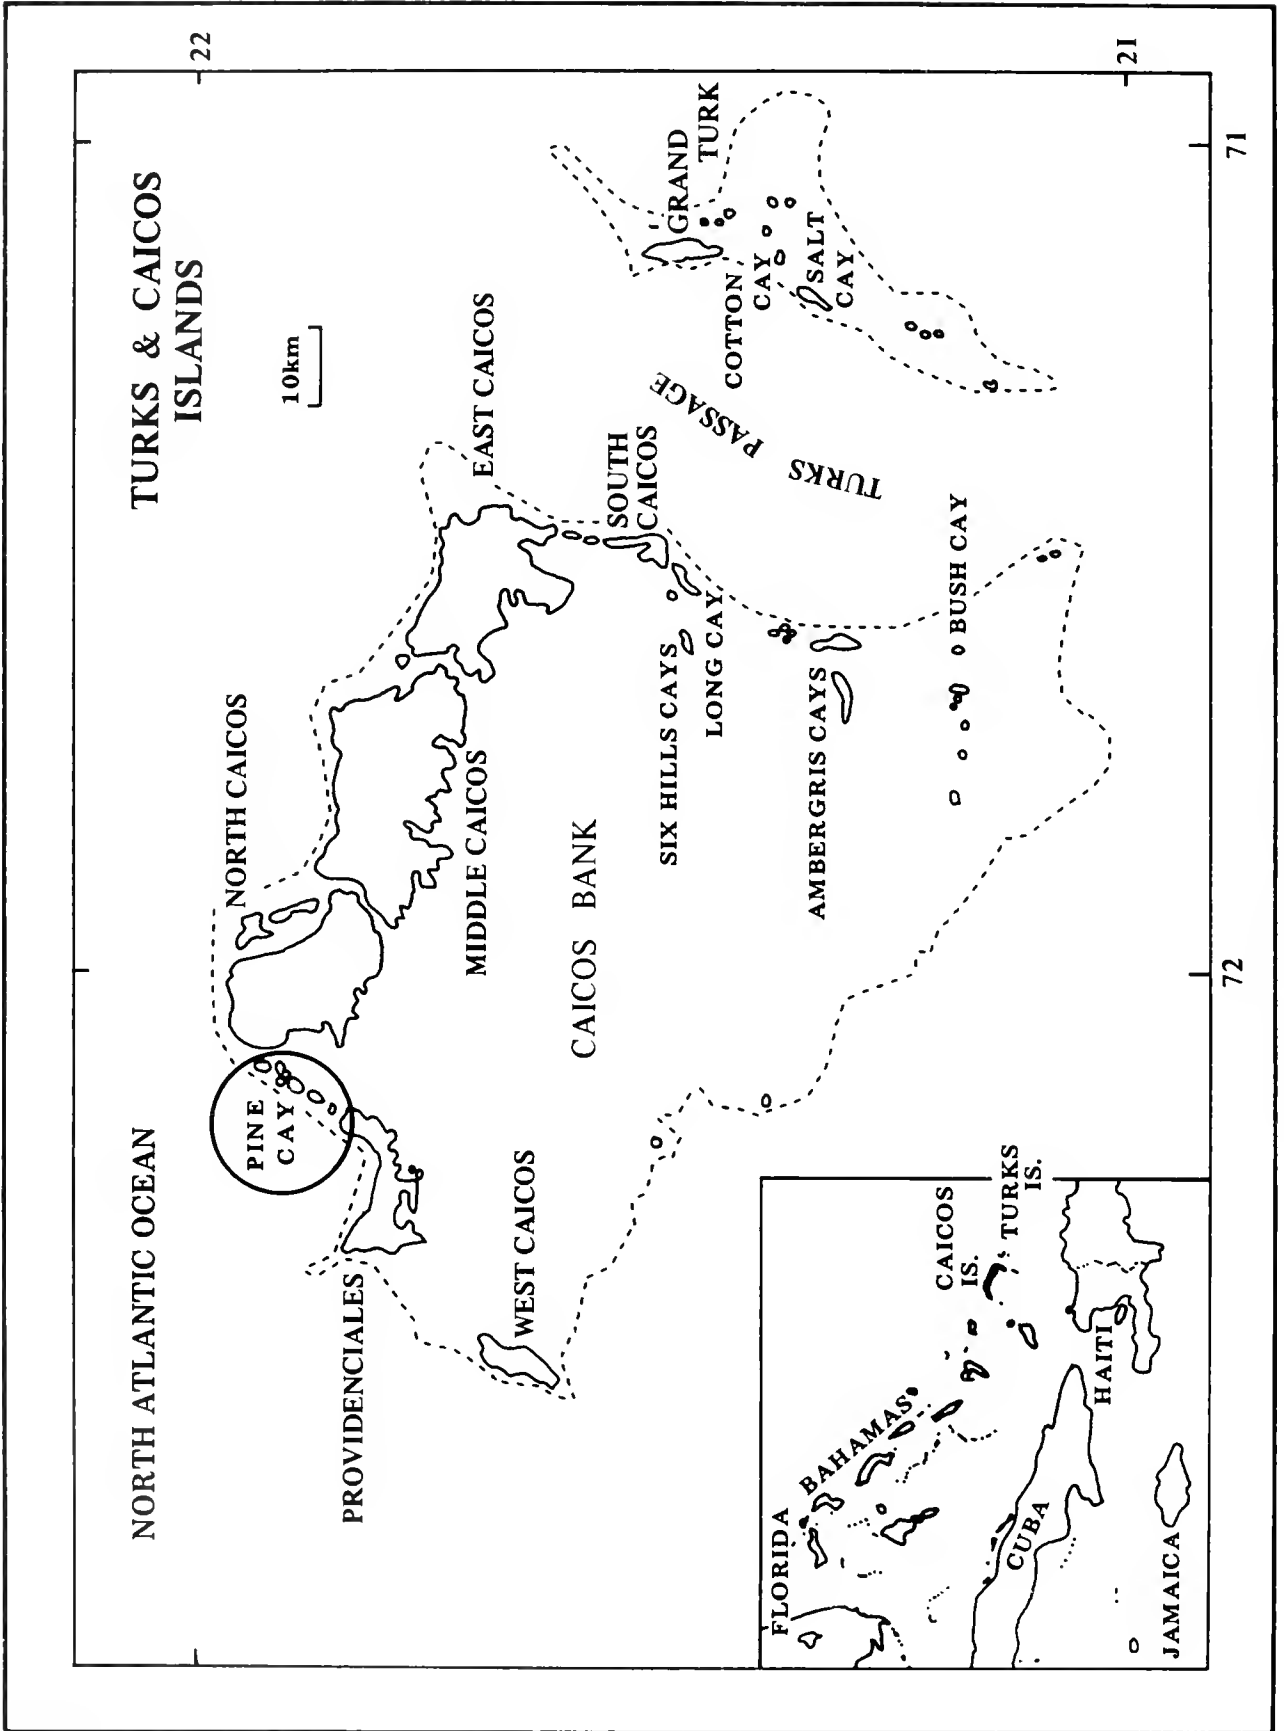 TURKS & CAICOS
ISLANDS
NORTH ATLANTIC OCEAN
22
21
10km
NORTH CAICOS
PINE
CAY
EAST CAICOS
PROVIDENCIALES
MIDDLE CAICOS
WEST CAICOS
CAICOS BANK
SOUTH
CAICOS
GRAND
TURK
SIX HILLS CAYS
LONG CAY
TURKS PASSAGE
COTTON
CAY
SALT
CAY
AMBERGRIS CAYS
BUSH CAY
72
71
FLORIDA
BAHAMAS
CAICOS
IS.
TURKS
IS.
CUBA
HAITI
JAMAICA